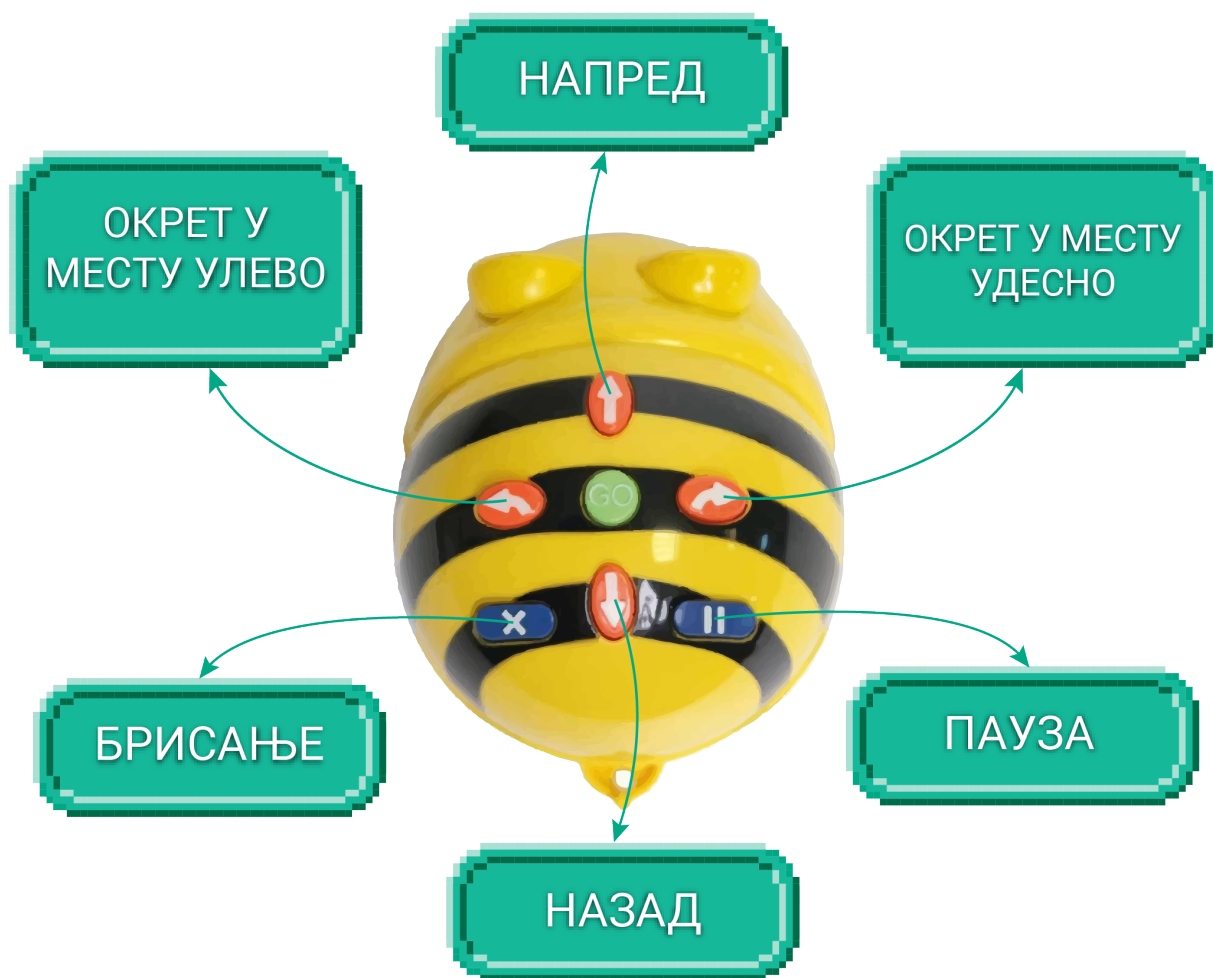 НАПРЕД
ОКРЕТ У
МЕСТУ УЛЕВО
ОКРЕТ У МЕСТУ
УДЕСНО
GO
БРИСАЊЕ
ПАУЗА
НАЗАД